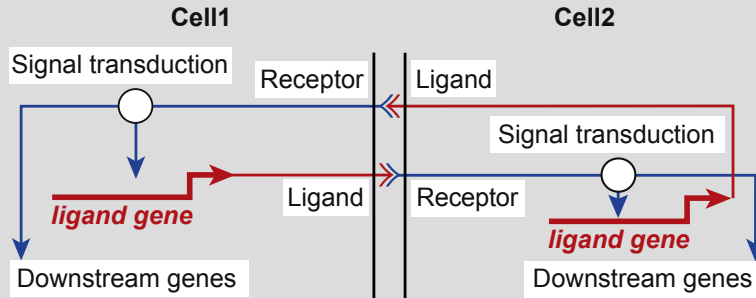 Cell1
Cell2
Signal transduction
Receptor
Ligand
Signal transduction
Ligand
Receptor
ligand gene
ligand gene
Downstream genes
Downstream genes